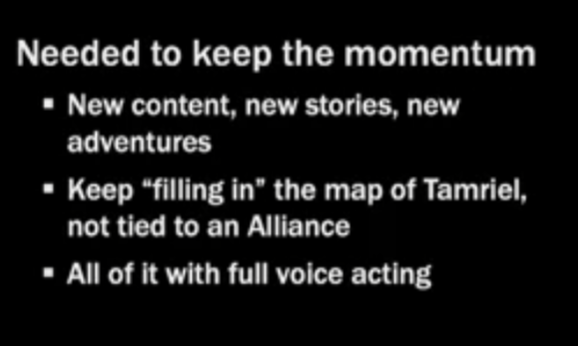 Needed to keep the momentum
▪ New content, new stories, new
adventures
▪ Keep “filling in” the map of Tamriel,
not tied to an Alliance
▪ All of it with full voice acting